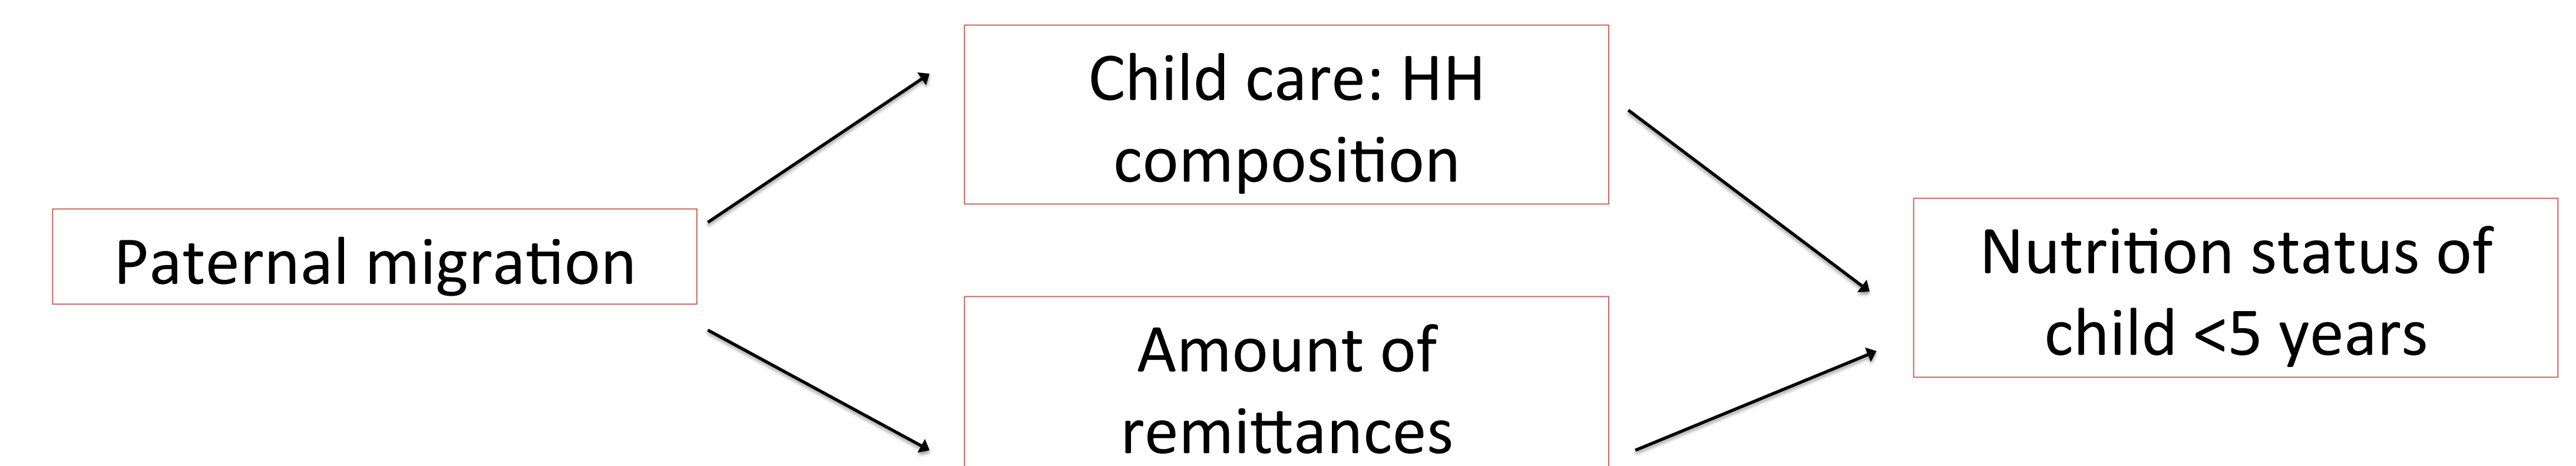 Paternal migration
Child care: HH
composition
Amount of
remittances
Nutrition status of
child <5 years